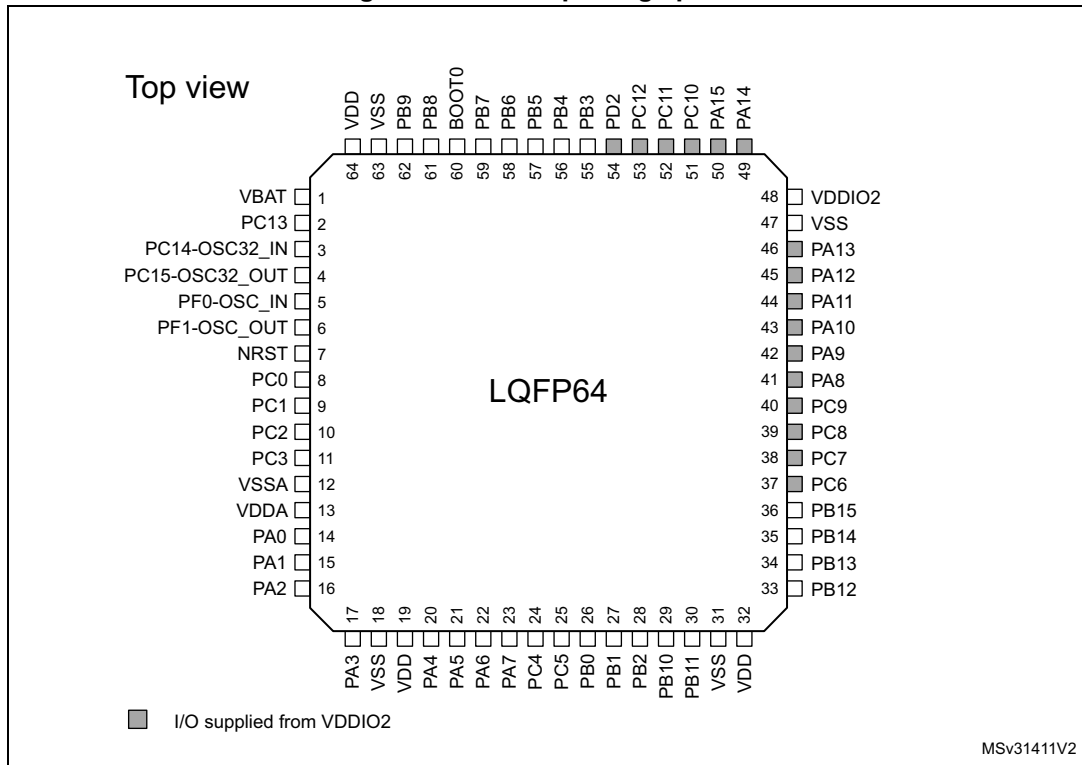 Top view
VDD
VSS
PB9
PB8
BOOT0
PB7
PB6
PB5
PB4
PB3
PD2
PC12
PC11
PC10
PA15
PA14
64
63
62
61
60
59
58
57
56
55
54
53
52
51
50
49
VBAT 1
PC13 2
PC14-OSC32_IN 3
PC15-OSC32_OUT 4
PF0-OSC_IN 5
PF1-OSC_OUT 6
NRST 7
PC0 8
PC1 9
PC2 10
PC3 11
VSSA 12
VDDA 13
PA0 14
PA1 15
PA2 16
LQFP64
48 VDDIO2
47 VSS
46 PA13
45 PA12
44 PA11
43 PA10
42 PA9
41 PA8
40 PC9
39 PC8
38 PC7
37 PC6
36 PB15
35 PB14
34 PB13
33 PB12
17
18
19
20
21
22
23
24
25
26
27
28
29
30
31
32
PA3
VSS
VDD
PA4
PA5
PA6
PA7
PC4
PC5
PB0
PB1
PB2
PB10
PB11
VSS
VDD
I/O supplied from VDDIO2
MSv31411V2